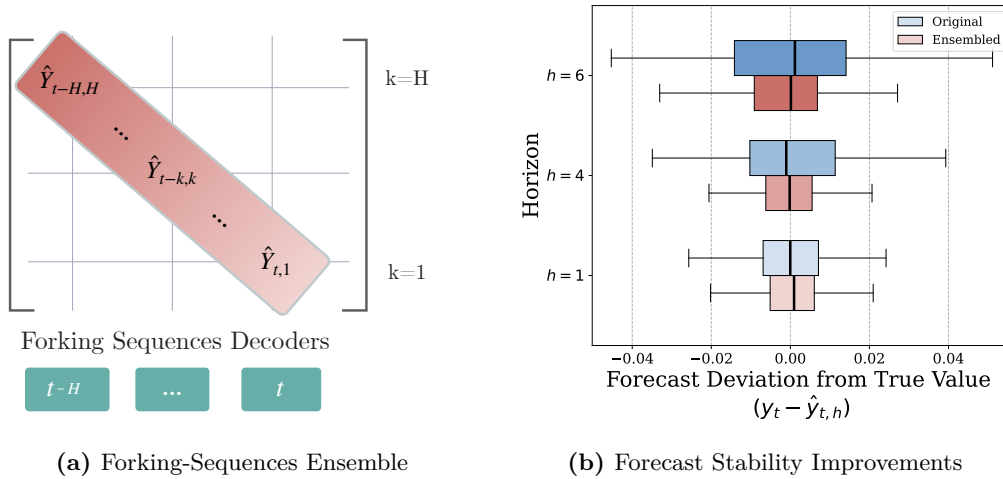 Ŷ_{t−H,H}
...
Ŷ_{t−k,k}
...
Ŷ_{t,1}
k=H
k=1
Forking Sequences Decoders
t-H
...
t
(a) Forking-Sequences Ensemble
Original
Ensembled
Horizon
h = 6
h = 4
h = 1
−0.04 −0.02 0.00 0.02 0.04
Forecast Deviation from True Value
(y_t − ŷ_{t,h})
(b) Forecast Stability Improvements